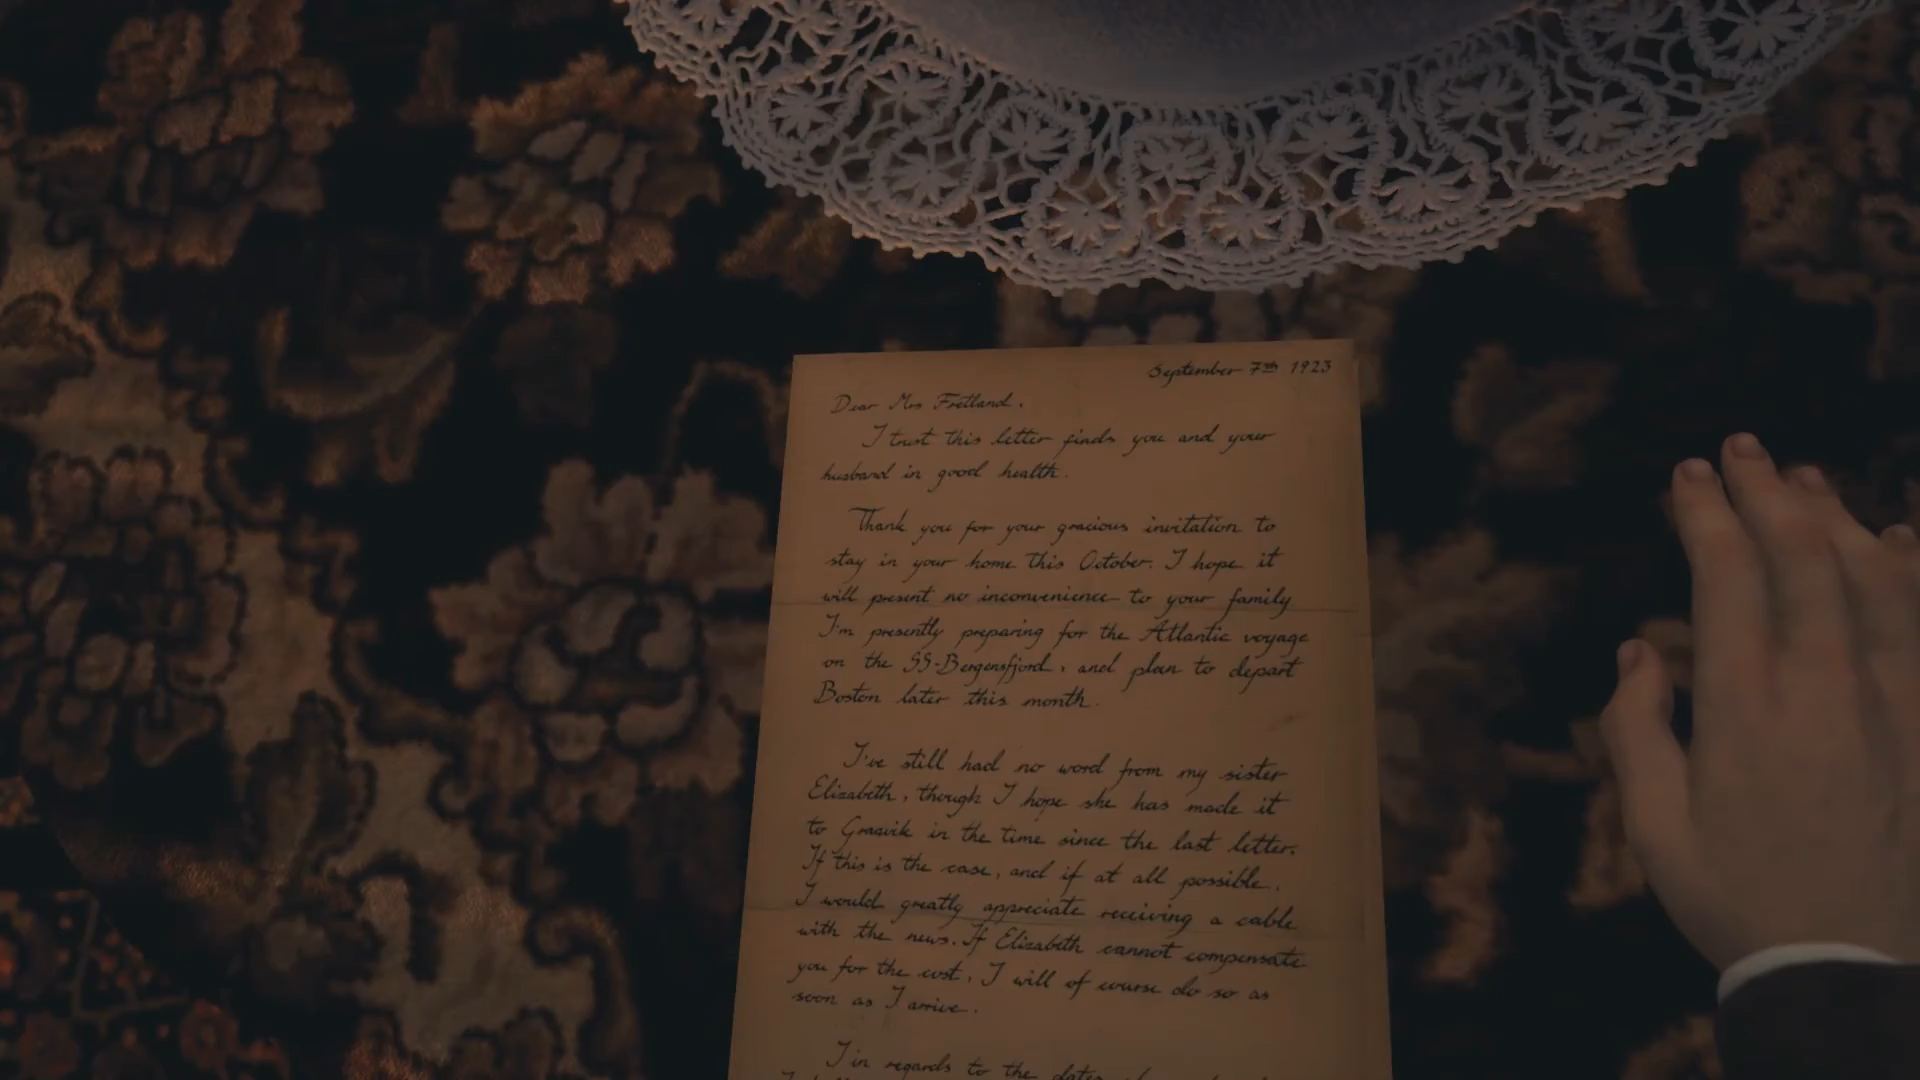 September 7th 1923
Dear Mrs Fretland,
I trust this letter finds you and your
husband in good health.
Thank you for your gracious invitation to
stay in your home this October. I hope it
will present no inconvenience to your family
I'm presently preparing for the Atlantic voyage
on the SS-Bergensfjord, and plan to depart
Boston later this month.
I've still had no word from my sister
Elizabeth, though I hope she has made it
to Graavik in the time since the last letter.
If this is the case, and if at all possible,
I would greatly appreciate receiving a cable
with the news. If Elizabeth cannot compensate
you for the cost, I will of course do so as
soon as I arrive.
in regards to the dates